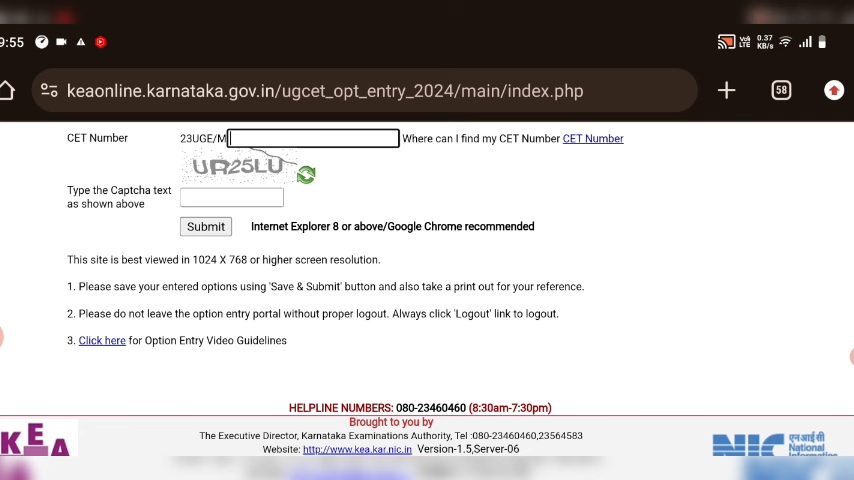 9:55 Vo) LTE 0.37 KB/s
keaonline.karnataka.gov.in/ugcet_opt_entry_2024/main/index.php 58
CET Number 23UGE/M Where can I find my CET Number CET Number
UR25LU
Type the Captcha text
as shown above
Submit Internet Explorer 8 or above/Google Chrome recommended
This site is best viewed in 1024 X 768 or higher screen resolution.
1. Please save your entered options using 'Save & Submit' button and also take a print out for your reference.
2. Please do not leave the option entry portal without proper logout. Always click 'Logout' link to logout.
3. Click here for Option Entry Video Guidelines
HELPLINE NUMBERS: 080-23460460 (8:30am-7:30pm)
Brought to you by
The Executive Director, Karnataka Examinations Authority, Tel :080-23460460,23564583
Website: http://www.kea.kar.nic.in Version-1.5,Server-06
KEA
NIC एन आई सी
National
Informatics